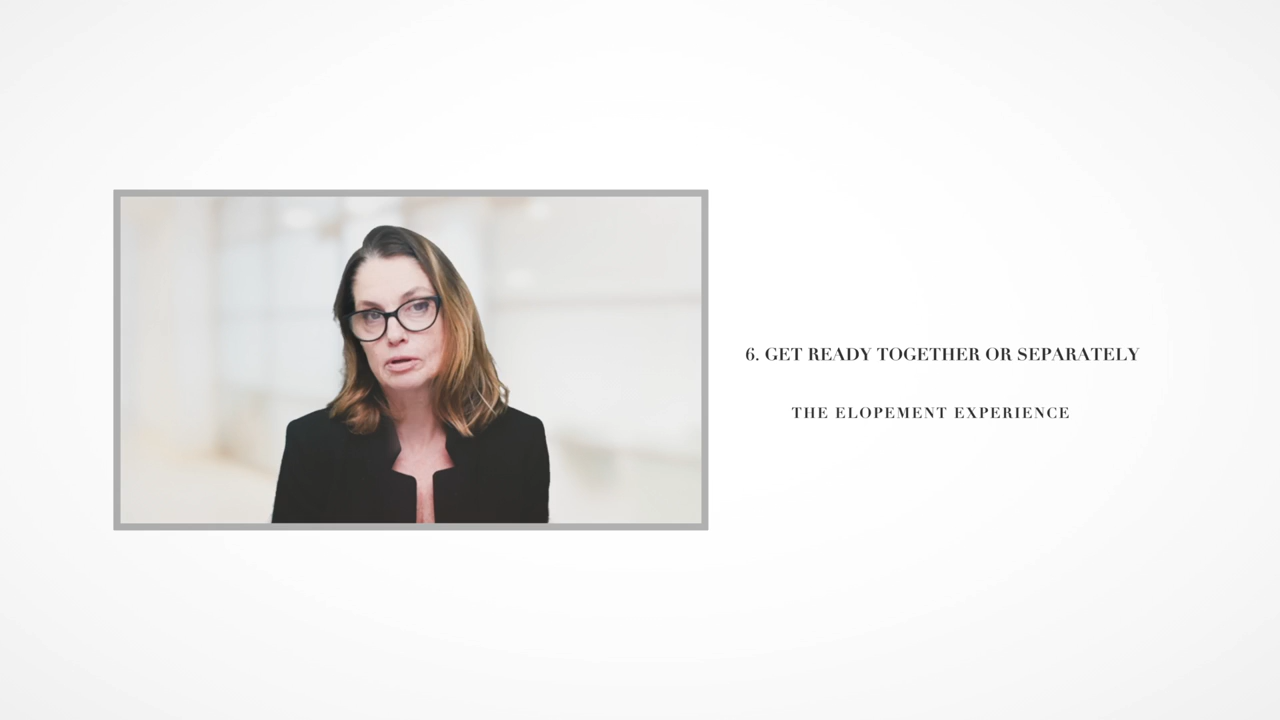 6. GET READY TOGETHER OR SEPARATELY
THE ELOPEMENT EXPERIENCE